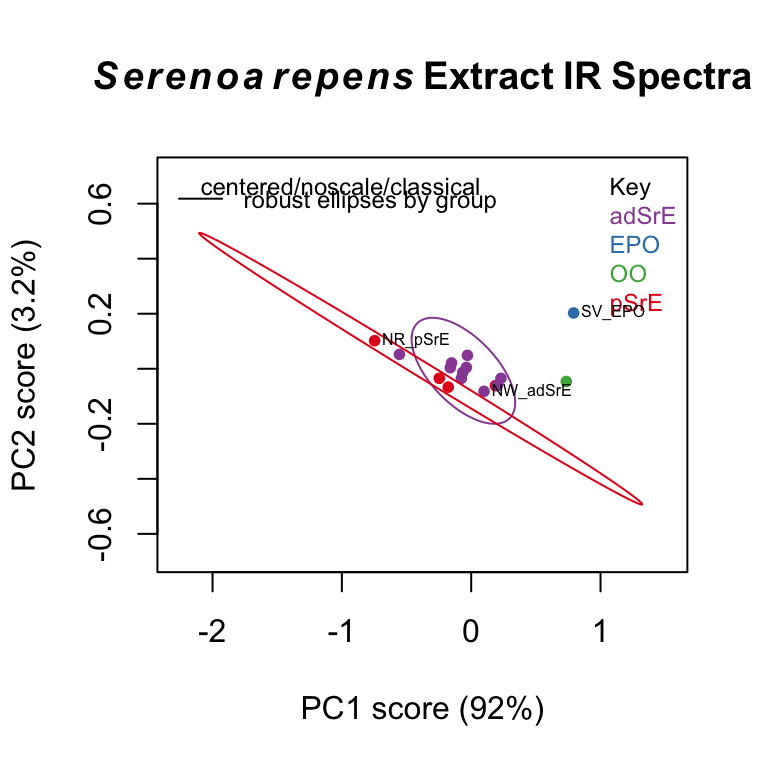 Serenoa repens Extract IR Spectra
centered/noscale/classical
robust ellipses by group
Key
adSrE
EPO
OO
pSrE
SV_EPO
NR_pSrE
NW_adSrE
PC2 score (3.2%)
0.6
0.2
-0.2
-0.6
-2
-1
0
1
PC1 score (92%)